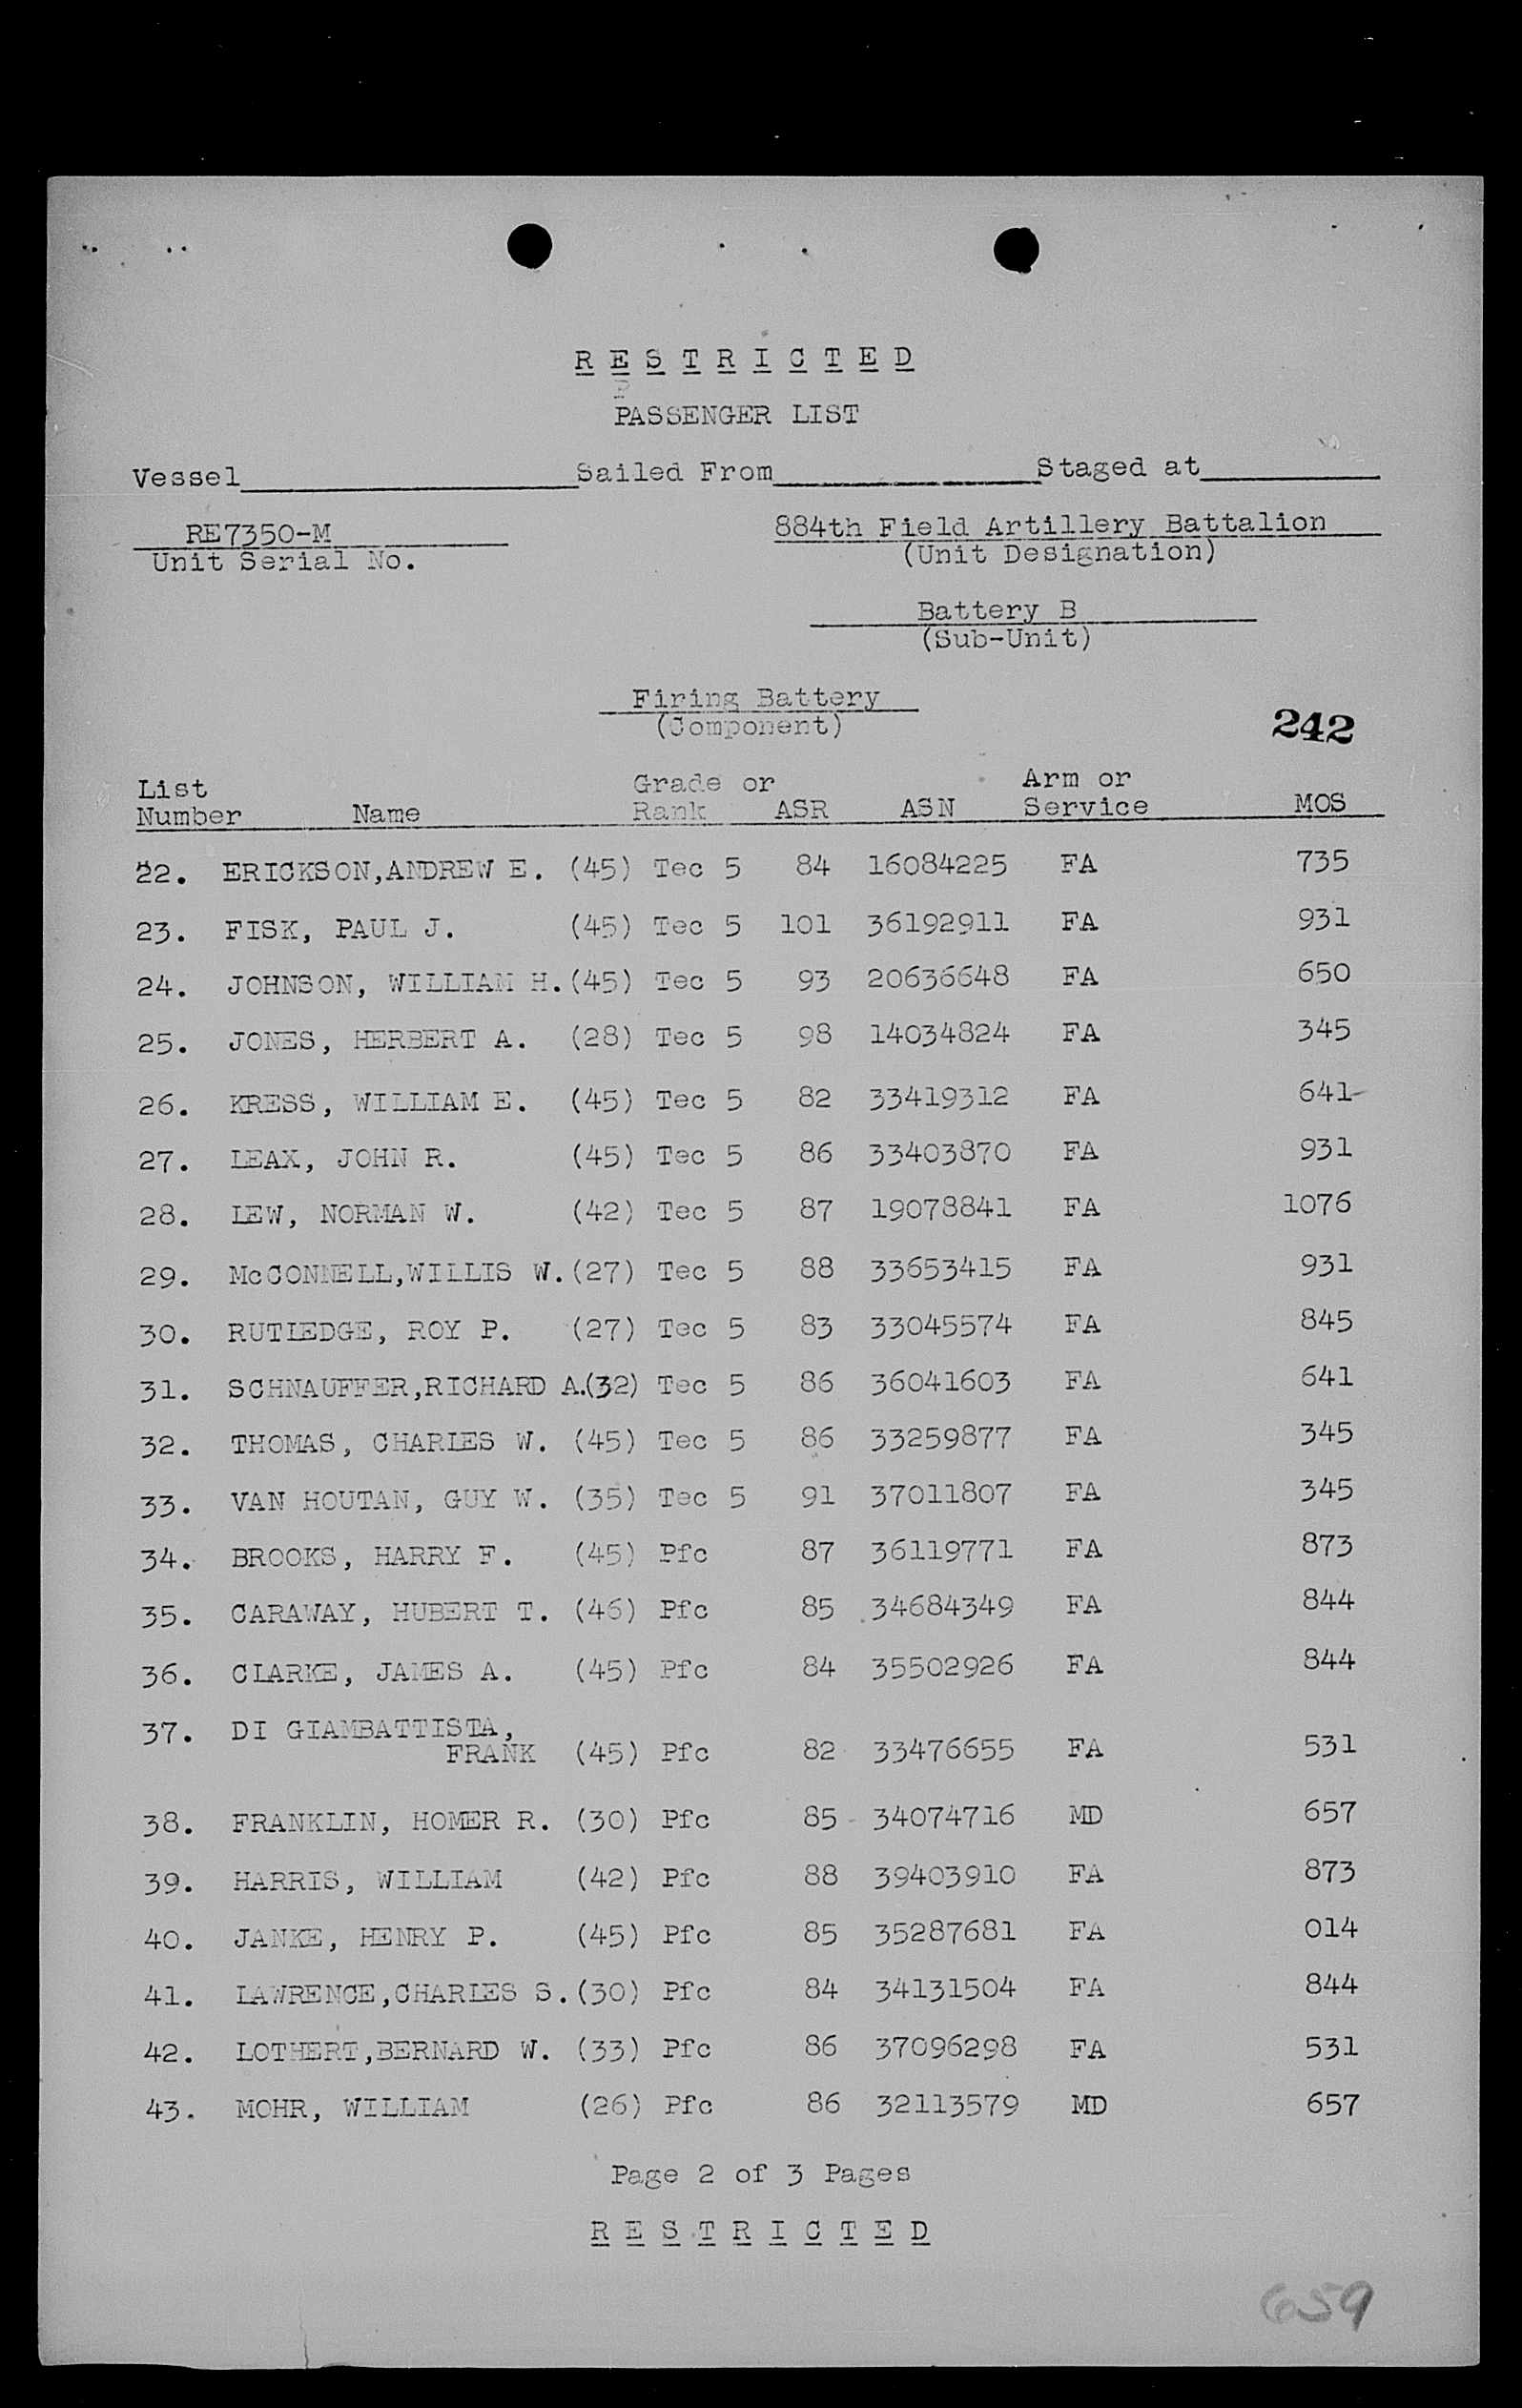 R E S T R I C T E D
PASSENGER LIST
Vessel Sailed From Staged at
RE7350-M 884th Field Artillery Battalion
Unit Serial No. (Unit Designation)
Battery B
(Sub-Unit)
Firing Battery
(Component)
242
List Grade or Arm or
Number Name Rank ASR ASN Service MOS
22. ERICKSON,ANDREW E. (45) Tec 5 84 16084225 FA 735
23. FISK, PAUL J. (45) Tec 5 101 36192911 FA 931
24. JOHNSON, WILLIAM H. (45) Tec 5 93 20636648 FA 650
25. JONES, HERBERT A. (28) Tec 5 98 14034824 FA 345
26. KRESS, WILLIAM E. (45) Tec 5 82 33419312 FA 641
27. LEAX, JOHN R. (45) Tec 5 86 33403870 FA 931
28. LEW, NORMAN W. (42) Tec 5 87 19078841 FA 1076
29. McCONNELL,WILLIS W. (27) Tec 5 88 33653415 FA 931
30. RUTLEDGE, ROY P. (27) Tec 5 83 33045574 FA 845
31. SCHNAUFFER,RICHARD A.(32) Tec 5 86 36041603 FA 641
32. THOMAS, CHARLES W. (45) Tec 5 86 33259877 FA 345
33. VAN HOUTAN, GUY W. (35) Tec 5 91 37011807 FA 345
34. BROOKS, HARRY F. (45) Pfc 87 36119771 FA 873
35. CARAWAY, HUBERT T. (46) Pfc 85 34684349 FA 844
36. CLARKE, JAMES A. (45) Pfc 84 35502926 FA 844
37. DI GIAMBATTISTA,
FRANK (45) Pfc 82 33476655 FA 531
38. FRANKLIN, HOMER R. (30) Pfc 85 34074716 MD 657
39. HARRIS, WILLIAM (42) Pfc 88 39403910 FA 873
40. JANKE, HENRY P. (45) Pfc 85 35287681 FA 014
41. LAWRENCE,CHARLES S. (30) Pfc 84 34131504 FA 844
42. LOTHERT,BERNARD W. (33) Pfc 86 37096298 FA 531
43. MOHR, WILLIAM (26) Pfc 86 32113579 MD 657
Page 2 of 3 Pages
R E S T R I C T E D
659